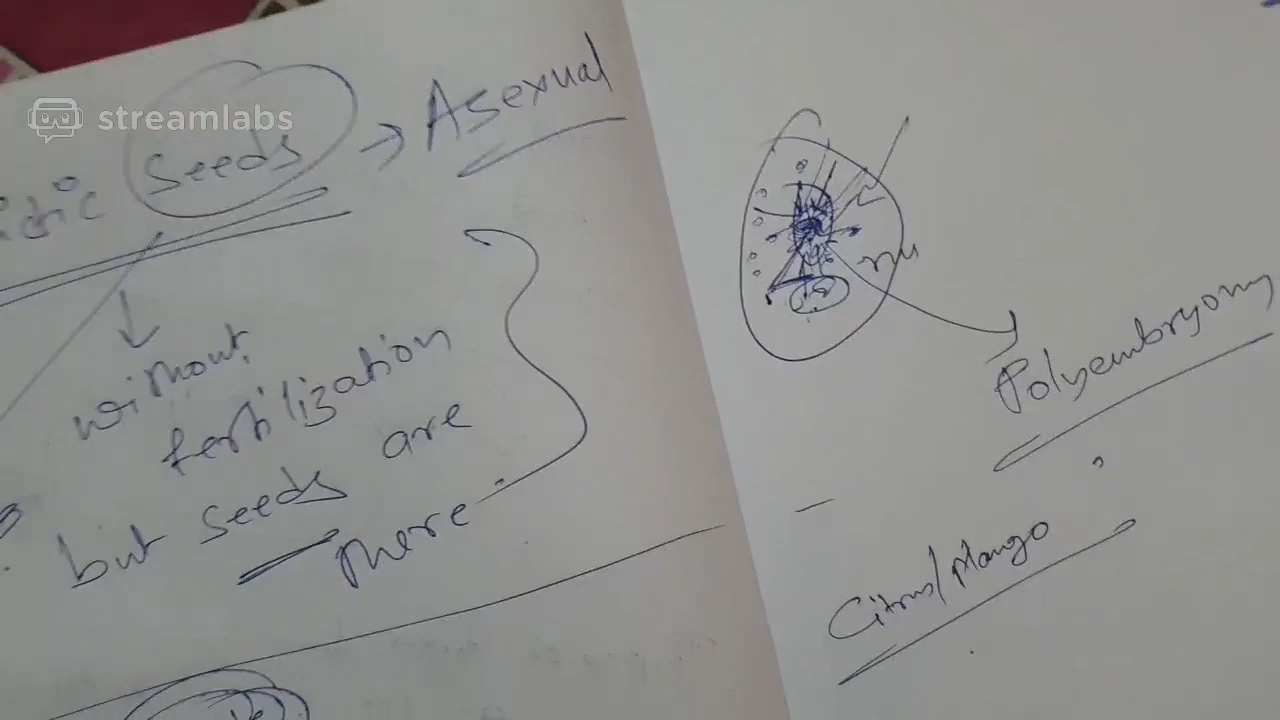 streamlabs
Seeds → Asexual
without
fertilization
but seeds are
there
Polyembryony
Citrus/Mango